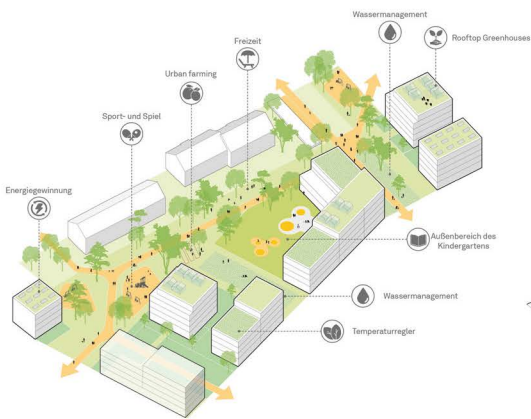 Wassermanagement
Rooftop Greenhouses
Freizeit
Urban farming
Sport- und Spiel
Energiegewinnung
Außenbereich des
Kindergartens
Wassermanagement
Temperaturregler